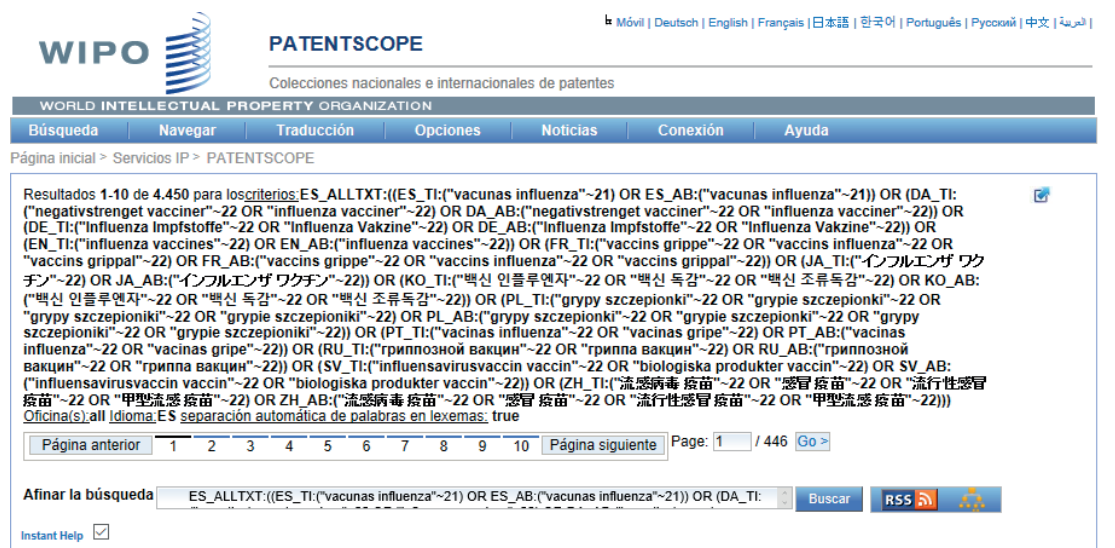 Móvil | Deutsch | English | Français | 日本語 | 한국어 | Português | Русский | 中文 | العربية |
WIPO
PATENTSCOPE
Colecciones nacionales e internacionales de patentes
WORLD INTELLECTUAL PROPERTY ORGANIZATION
Búsqueda Navegar Traducción Opciones Noticias Conexión Ayuda
Página inicial > Servicios IP > PATENTSCOPE
Resultados 1-10 de 4.450 para loscriterios:ES_ALLTXT:((ES_TI:("vacunas influenza"~21) OR ES_AB:("vacunas influenza"~21)) OR (DA_TI:
("negativstrenget vacciner"~22 OR "influenza vacciner"~22) OR DA_AB:("negativstrenget vacciner"~22 OR "influenza vacciner"~22)) OR
(DE_TI:("Influenza Impfstoffe"~22 OR "Influenza Vakzine"~22) OR DE_AB:("Influenza Impfstoffe"~22 OR "Influenza Vakzine"~22)) OR
(EN_TI:("influenza vaccines"~22) OR EN_AB:("influenza vaccines"~22)) OR (FR_TI:("vaccins grippe"~22 OR "vaccins influenza"~22 OR
"vaccins grippal"~22) OR FR_AB:("vaccins grippe"~22 OR "vaccins influenza"~22 OR "vaccins grippal"~22)) OR (JA_TI:("インフルエンザ ワク
チン"~22) OR JA_AB:("インフルエンザ ワクチン"~22)) OR (KO_TI:("백신 인플루엔자"~22 OR "백신 독감"~22 OR "백신 조류독감"~22) OR KO_AB:
("백신 인플루엔자"~22 OR "백신 독감"~22 OR "백신 조류독감"~22)) OR (PL_TI:("grypy szczepionki"~22 OR "grypie szczepionki"~22 OR
"grypy szczepioniki"~22 OR "grypie szczepioniki"~22) OR PL_AB:("grypy szczepionki"~22 OR "grypie szczepionki"~22 OR "grypy
szczepioniki"~22 OR "grypie szczepioniki"~22)) OR (PT_TI:("vacinas influenza"~22 OR "vacinas gripe"~22) OR PT_AB:("vacinas
influenza"~22 OR "vacinas gripe"~22)) OR (RU_TI:("гриппозной вакцин"~22 OR "гриппа вакцин"~22) OR RU_AB:("гриппозной
вакцин"~22 OR "гриппа вакцин"~22)) OR (SV_TI:("influensavirusvaccin vaccin"~22 OR "biologiska produkter vaccin"~22) OR SV_AB:
("influensavirusvaccin vaccin"~22 OR "biologiska produkter vaccin"~22)) OR (ZH_TI:("流感病毒 疫苗"~22 OR "感冒 疫苗"~22 OR "流行性感冒
疫苗"~22 OR "甲型流感 疫苗"~22) OR ZH_AB:("流感病毒 疫苗"~22 OR "感冒 疫苗"~22 OR "流行性感冒 疫苗"~22 OR "甲型流感 疫苗"~22)))
Oficina(s):all Idioma:ES separación automática de palabras en lexemas: true
Página anterior 1 2 3 4 5 6 7 8 9 10 Página siguiente Page: 1 / 446 Go >
Afinar la búsqueda ES_ALLTXT:((ES_TI:("vacunas influenza"~21) OR ES_AB:("vacunas influenza"~21)) OR (DA_TI: Buscar RSS
Instant Help